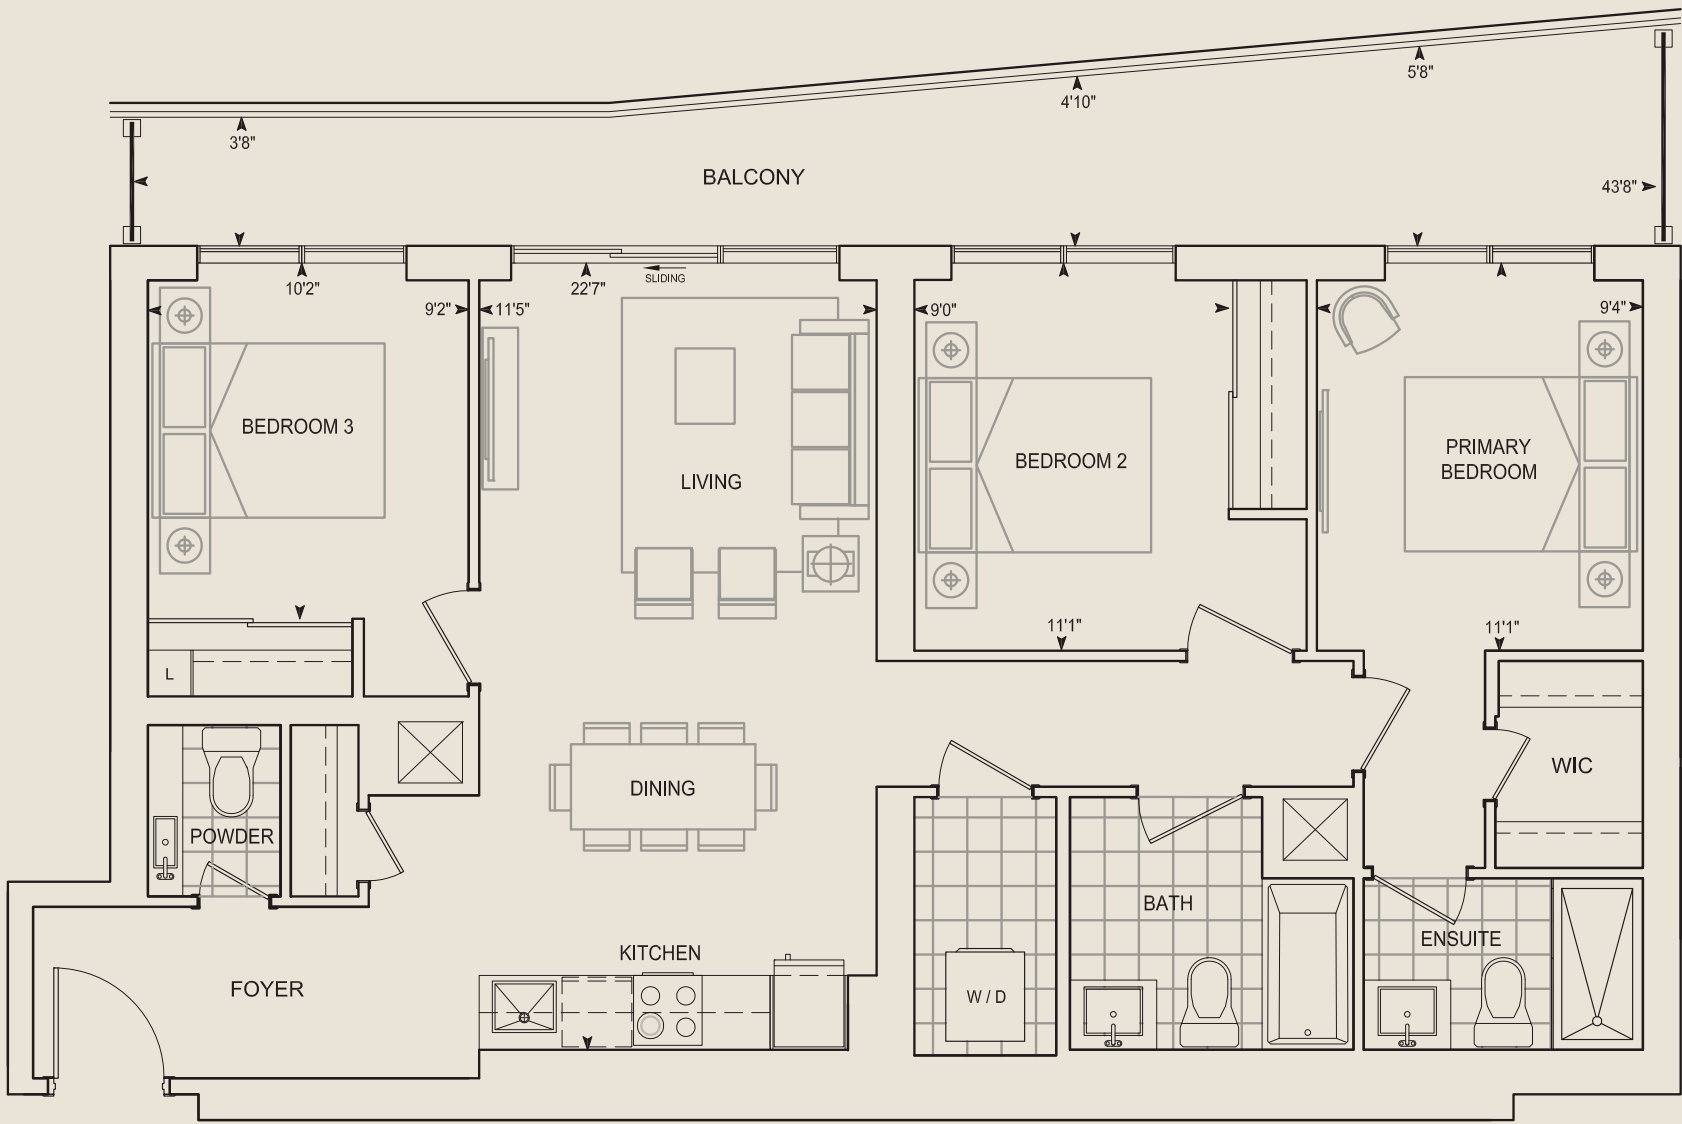 5'8"
4'10"
3'8"
BALCONY
43'8"
SLIDING
10'2"
22'7"
9'2"
11'5"
9'0"
9'4"
BEDROOM 3
LIVING
BEDROOM 2
PRIMARY
BEDROOM
11'1"
11'1"
L
WIC
DINING
POWDER
BATH
ENSUITE
KITCHEN
FOYER
W / D